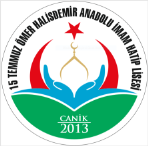 15 TEMMUZ ÖMER HALİSDEMİR ANADOLU İMAM HATİP LİSESİ
CANİK
2013